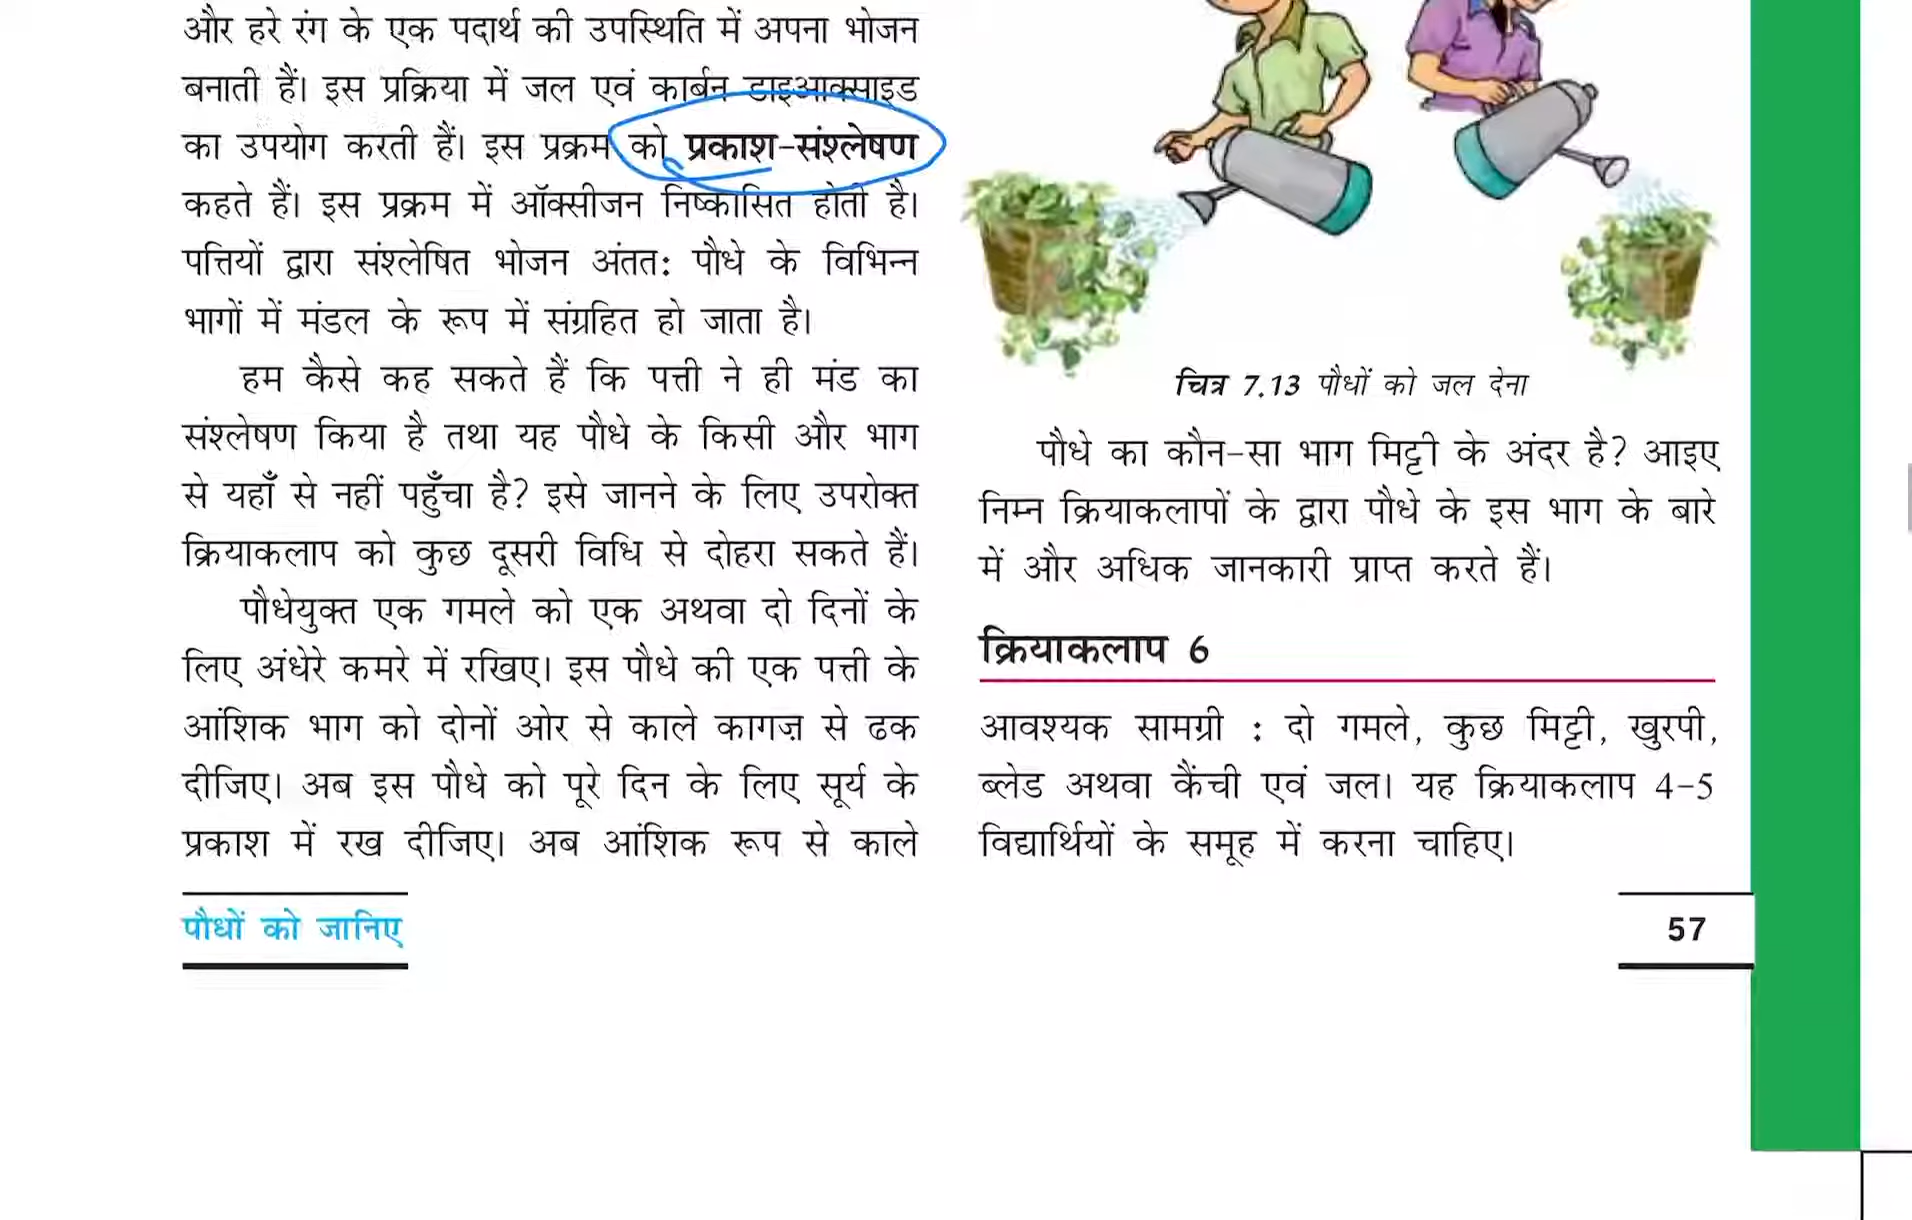 और हरे रंग के एक पदार्थ की उपस्थिति में अपना भोजन
बनाती हैं। इस प्रक्रिया में जल एवं कार्बन डाइआक्साइड
का उपयोग करती हैं। इस प्रक्रम को प्रकाश-संश्लेषण
कहते हैं। इस प्रक्रम में ऑक्सीजन निष्कासित होती है।
पत्तियों द्वारा संश्लेषित भोजन अंतत: पौधे के विभिन्न
भागों में मंडल के रूप में संग्रहित हो जाता है।
हम कैसे कह सकते हैं कि पत्ती ने ही मंड का
संश्लेषण किया है तथा यह पौधे के किसी और भाग
से यहाँ से नहीं पहुँचा है? इसे जानने के लिए उपरोक्त
क्रियाकलाप को कुछ दूसरी विधि से दोहरा सकते हैं।
पौधेयुक्त एक गमले को एक अथवा दो दिनों के
लिए अंधेरे कमरे में रखिए। इस पौधे की एक पत्ती के
आंशिक भाग को दोनों ओर से काले कागज़ से ढक
दीजिए। अब इस पौधे को पूरे दिन के लिए सूर्य के
प्रकाश में रख दीजिए। अब आंशिक रूप से काले
चित्र 7.13 पौधों को जल देना
पौधे का कौन-सा भाग मिट्टी के अंदर है? आइए
निम्न क्रियाकलापों के द्वारा पौधे के इस भाग के बारे
में और अधिक जानकारी प्राप्त करते हैं।
क्रियाकलाप 6
आवश्यक सामग्री : दो गमले, कुछ मिट्टी, खुरपी,
ब्लेड अथवा कैंची एवं जल। यह क्रियाकलाप 4-5
विद्यार्थियों के समूह में करना चाहिए।
पौधों को जानिए
57